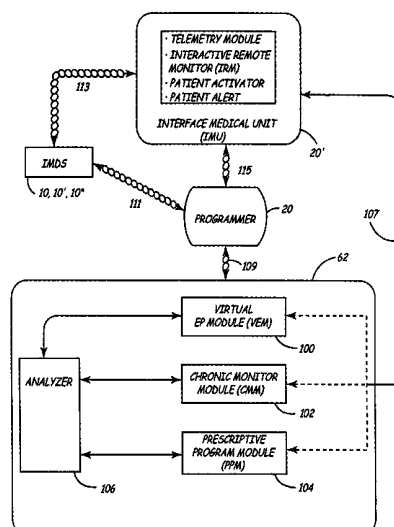 · TELEMETRY MODULE
· INTERACTIVE REMOTE
MONITOR (IRM)
· PATIENT ACTIVATOR
· PATIENT ALERT
INTERFACE MEDICAL UNIT
(IMU)
113
20'
IMDS
10, 10', 10"
111
115
PROGRAMMER
20
107
109
62
VIRTUAL
EP MODULE (VEM)
100
ANALYZER
CHRONIC MONITOR
MODULE (CMM)
102
PRESCRIPTIVE
PROGRAM MODULE
(PPM)
106
104